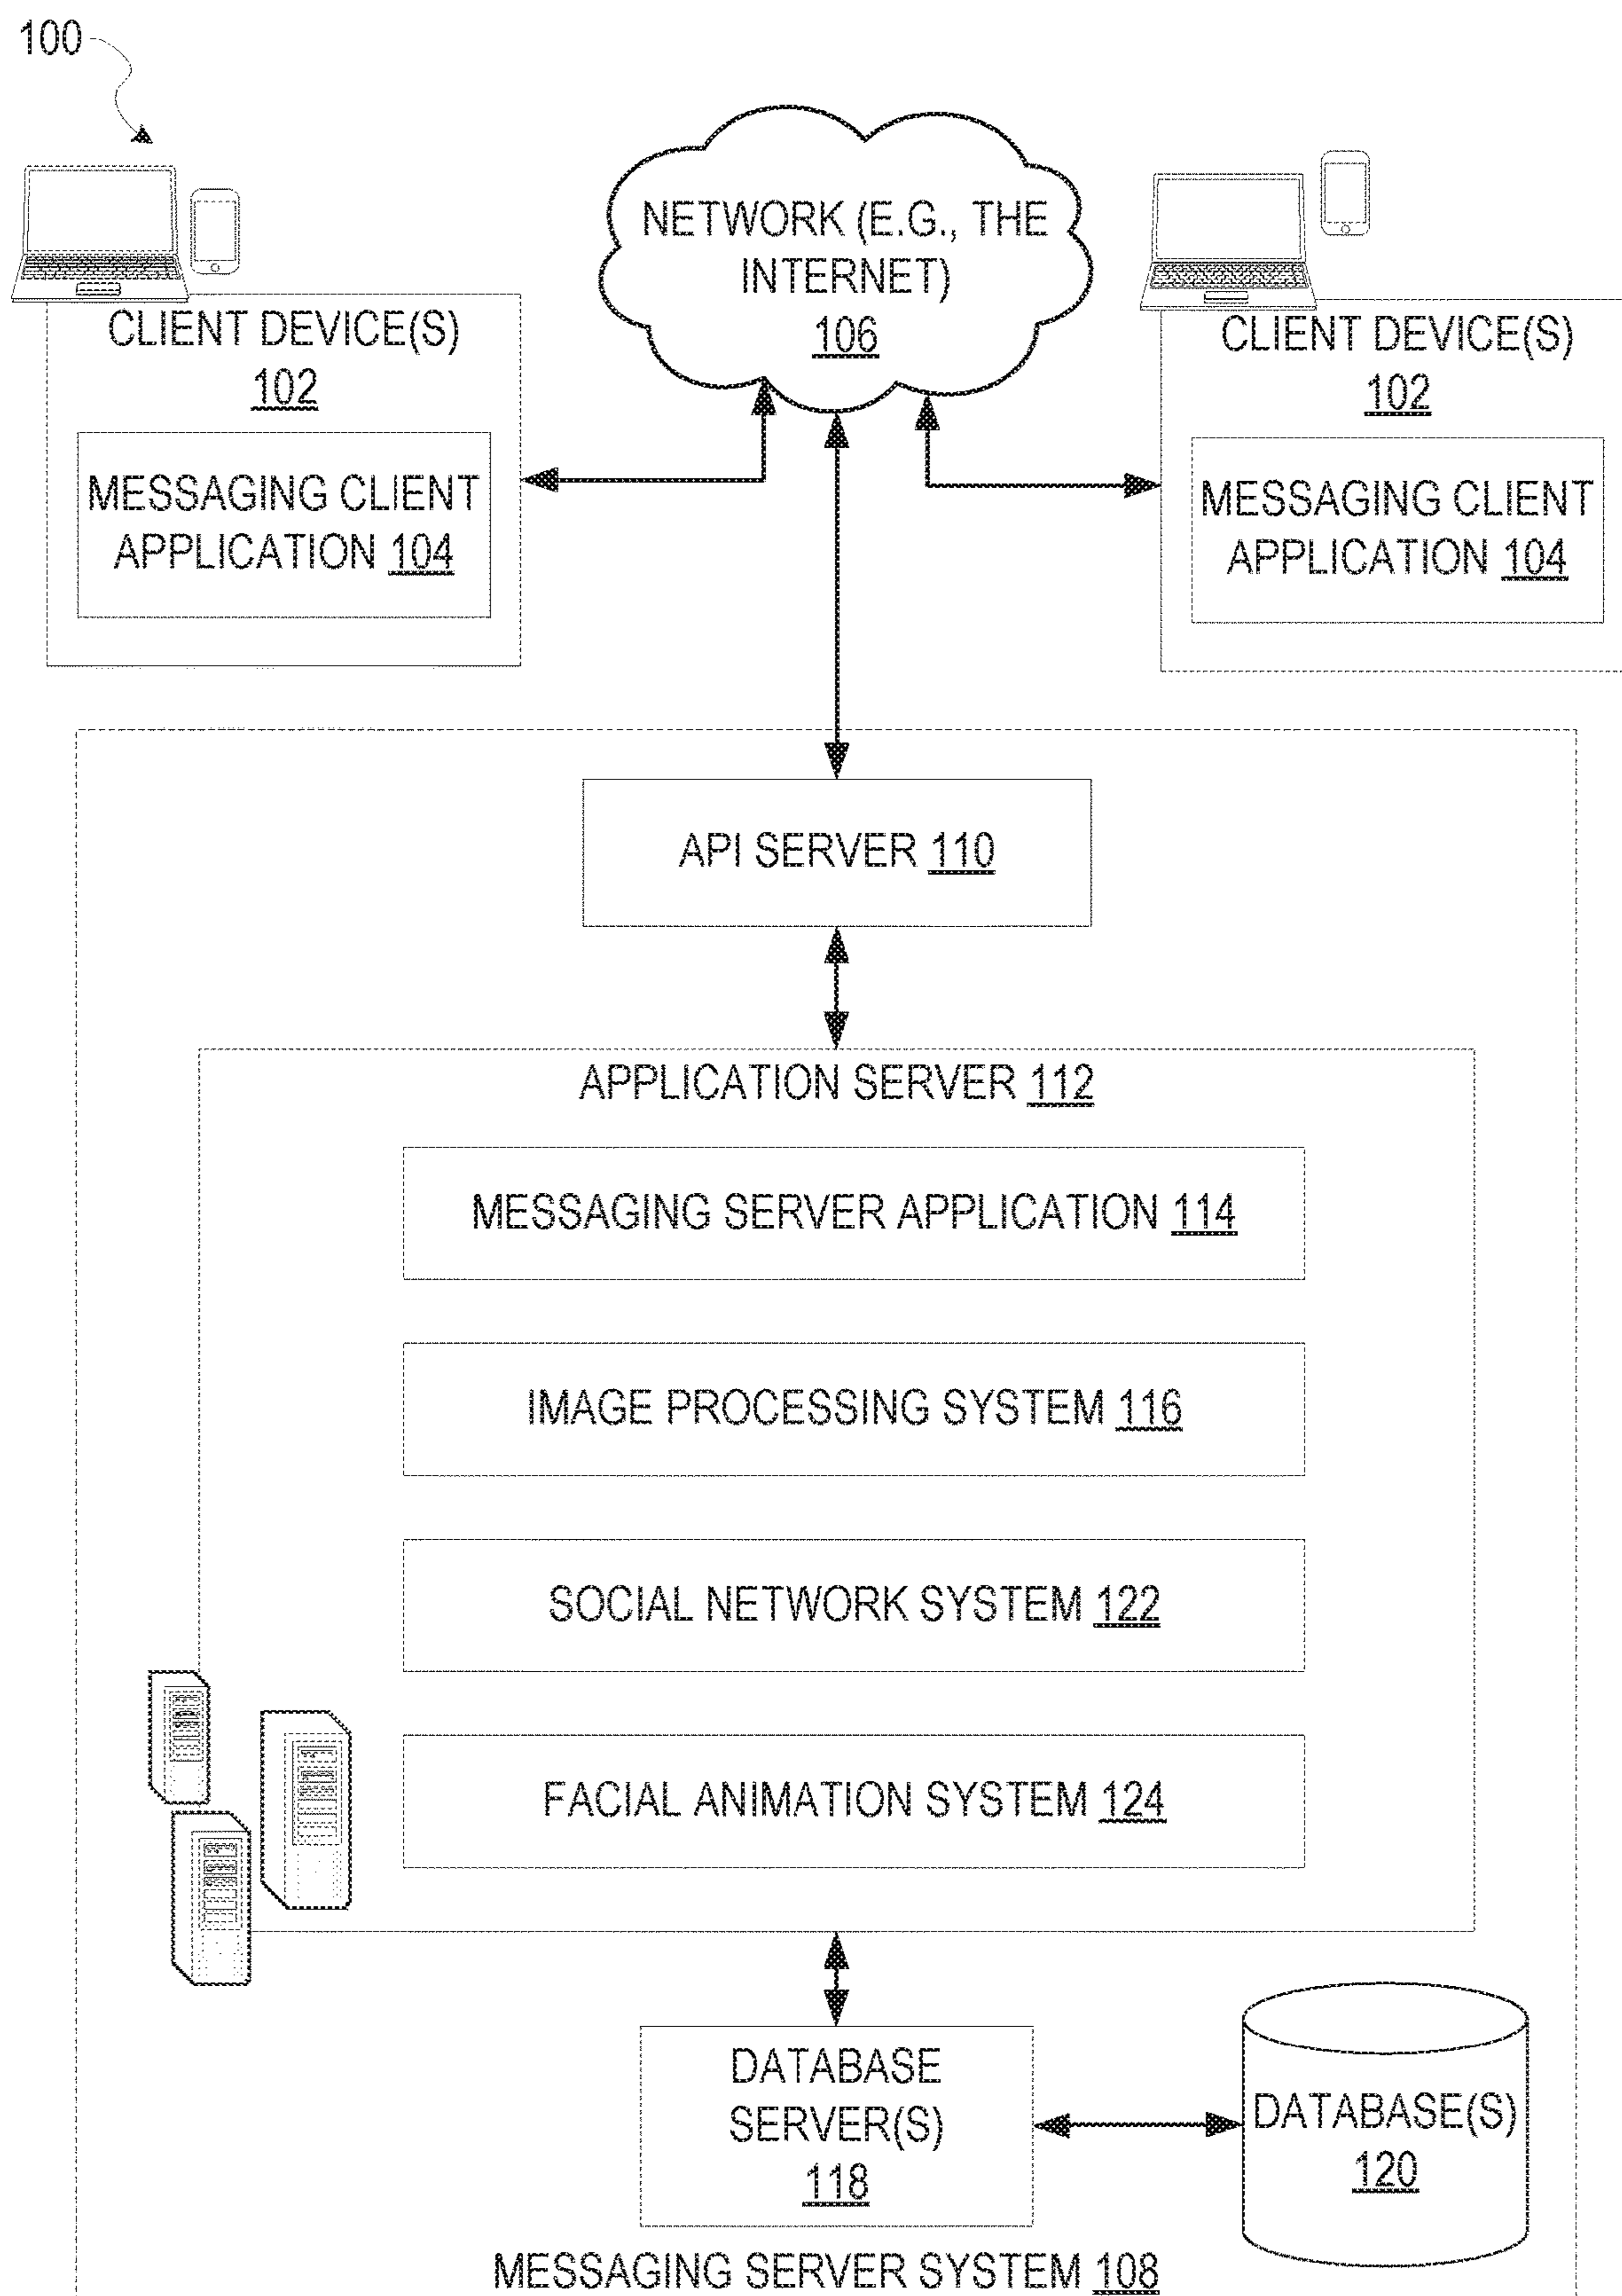 100
NETWORK (E.G., THE
INTERNET)
106
CLIENT DEVICE(S)
102
MESSAGING CLIENT
APPLICATION 104
CLIENT DEVICE(S)
102
MESSAGING CLIENT
APPLICATION 104
API SERVER 110
APPLICATION SERVER 112
MESSAGING SERVER APPLICATION 114
IMAGE PROCESSING SYSTEM 116
SOCIAL NETWORK SYSTEM 122
FACIAL ANIMATION SYSTEM 124
DATABASE
SERVER(S)
118
DATABASE(S)
120
MESSAGING SERVER SYSTEM 108